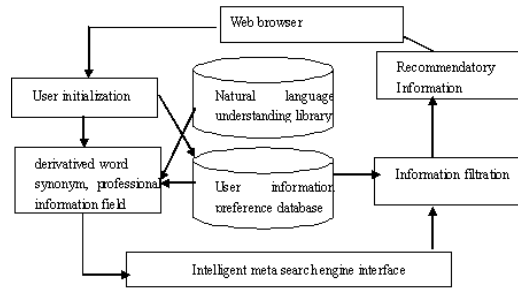 Web browser
Recommendatory
Information
User initialization
Natural language
understanding library
derivatived word
synonym, professional
information field
User information
preference database
Information filtration
Intelligent meta search engine interface